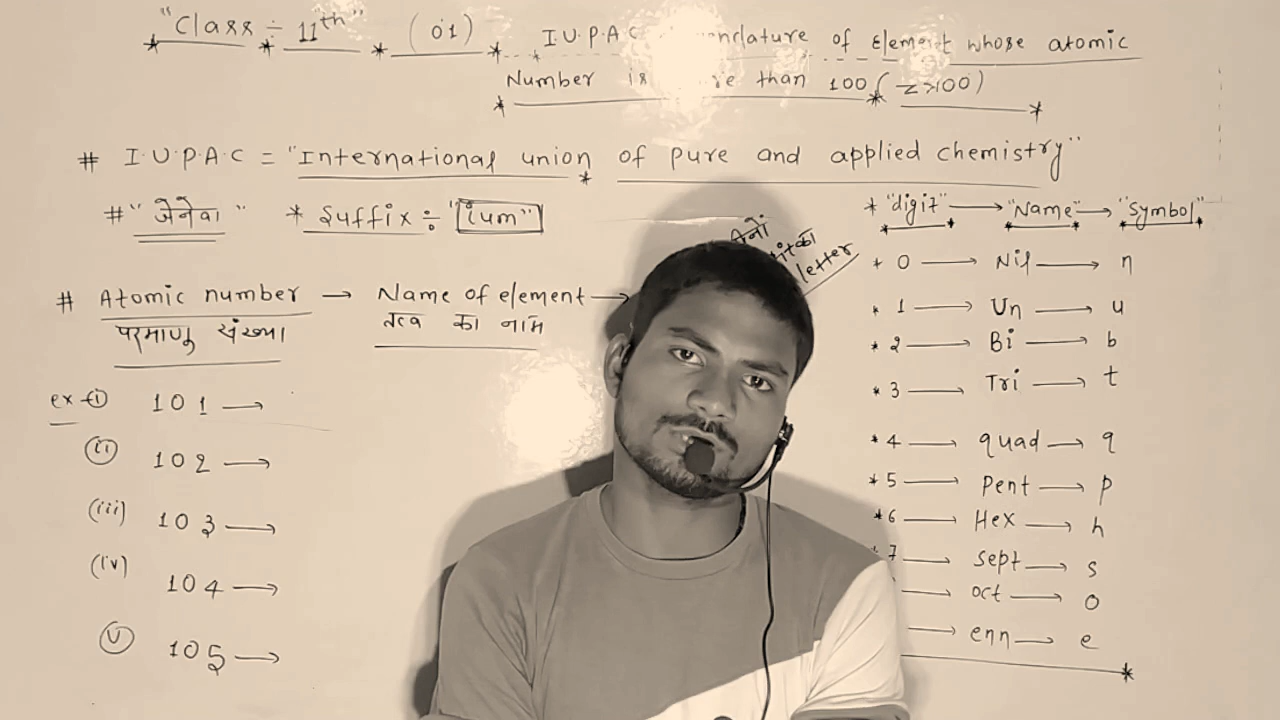 "Class ÷ 11th" (01) I.U.P.A.C nclature of Element whose atomic
Number is than 100 (Z>100)
# I.U.P.A.C = "International union of pure and applied chemistry"
# "जेनेवा" * Suffix ÷ "ium"
* "digit" → "Name" → "Symbol"
letter
* 0 → Nil → n
# Atomic number → Name of element →
परमाणु संख्या तत्व का नाम
* 1 → Un → u
* 2 → Bi → b
* 3 → Tri → t
ex → (i) 101 →
* 4 → quad → q
(ii) 102 →
* 5 → Pent → p
(iii) 103 →
* 6 → Hex → h
7 → Sept → s
(iv) 104 →
→ oct → o
(v) 105 →
→ enn → e